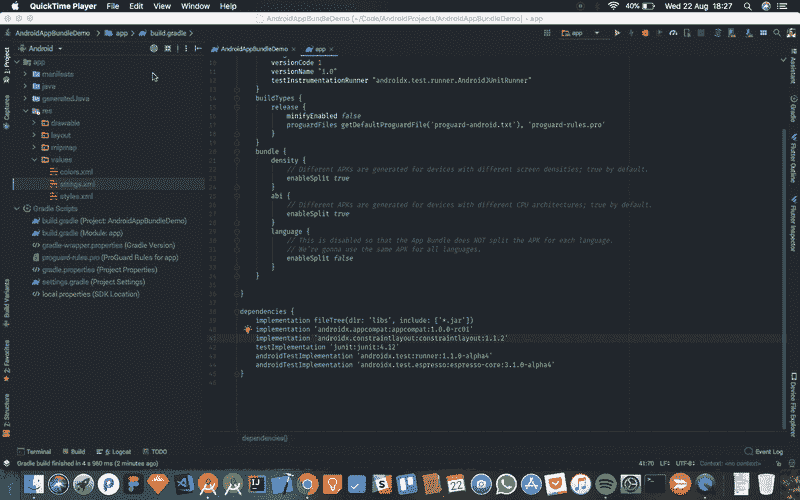 QuickTime Player File Edit View Window Help
40% Wed 22 Aug 18:27
AndroidAppBundleDemo [~/Code/AndroidProjects/AndroidAppBundleDemo] - app
AndroidAppBundleDemo app build.gradle
app
Android
AndroidAppBundleDemo app
app
manifests
java
generatedJava
res
drawable
layout
mipmap
values
colors.xml
strings.xml
styles.xml
Gradle Scripts
build.gradle (Project: AndroidAppBundleDemo)
build.gradle (Module: app)
gradle-wrapper.properties (Gradle Version)
proguard-rules.pro (ProGuard Rules for app)
gradle.properties (Project Properties)
settings.gradle (Project Settings)
local.properties (SDK Location)
versionCode 1
versionName "1.0"
testInstrumentationRunner "androidx.test.runner.AndroidJUnitRunner"
}
buildTypes {
release {
minifyEnabled false
proguardFiles getDefaultProguardFile('proguard-android.txt'), 'proguard-rules.pro'
}
}
bundle {
density {
// Different APKs are generated for devices with different screen densities; true by default.
enableSplit true
}
abi {
// Different APKs are generated for devices with different CPU architectures; true by default.
enableSplit true
}
language {
// This is disabled so that the App Bundle does NOT split the APK for each language.
// We're gonna use the same APK for all languages.
enableSplit false
}
}
}
dependencies {
implementation fileTree(dir: 'libs', include: ['*.jar'])
implementation 'androidx.appcompat:appcompat:1.0.0-rc01'
implementation 'androidx.constraintlayout:constraintlayout:1.1.2'
testImplementation 'junit:junit:4.12'
androidTestImplementation 'androidx.test:runner:1.1.0-alpha4'
androidTestImplementation 'androidx.test.espresso:espresso-core:3.1.0-alpha4'
}
dependencies{}
1: Project
Captures
Build Variants
2: Favorites
7: Structure
Assistant
Gradle
Flutter Outline
Flutter Inspector
Device File Explorer
Terminal Build 6: Logcat TODO
Event Log
Gradle build finished in 4 s 960 ms (2 minutes ago)
41:70 LF: UTF-8: Context: <no context>
22